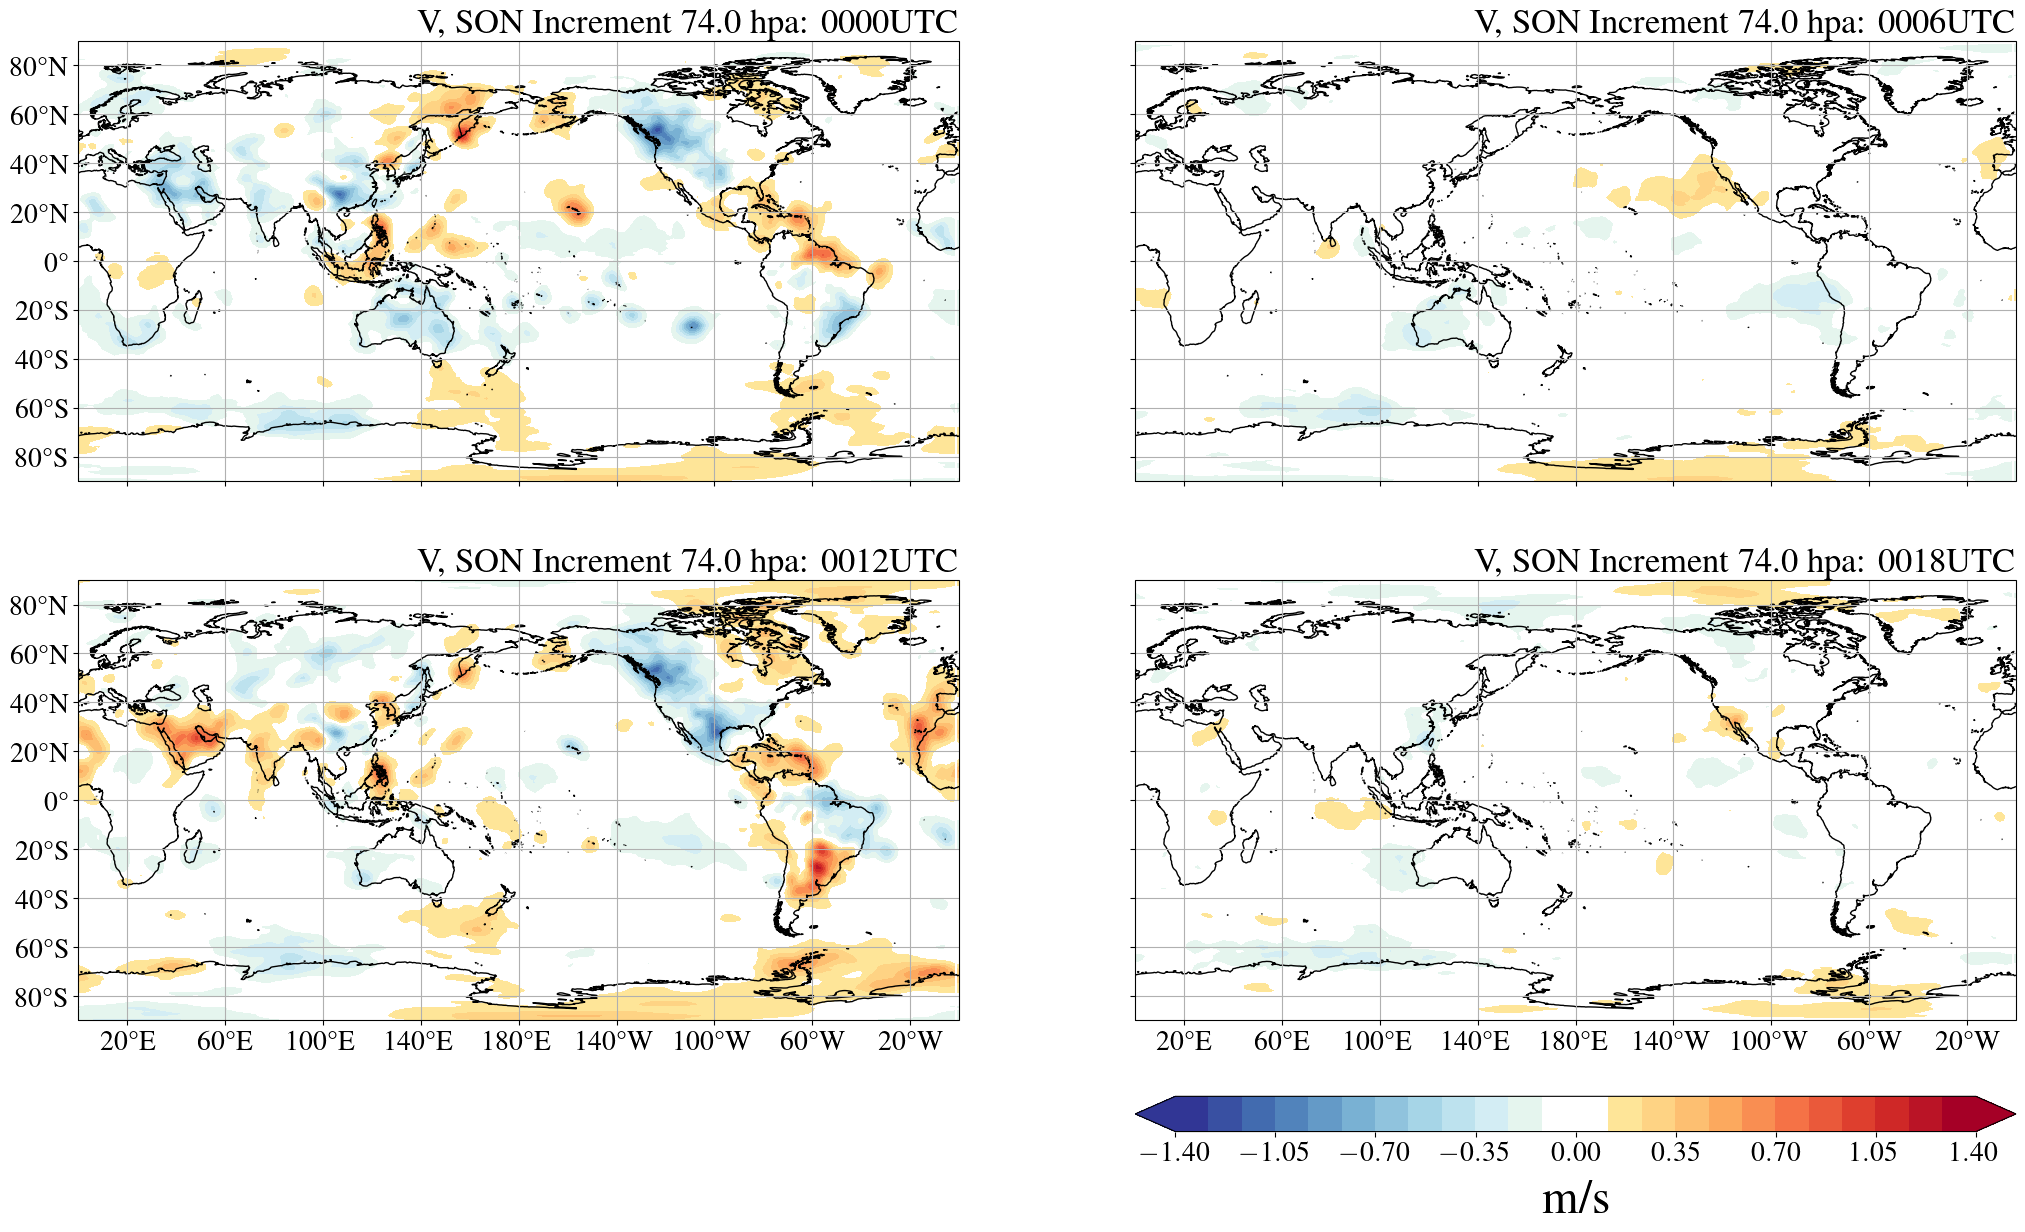 V, SON Increment 74.0 hpa: 0000UTC
V, SON Increment 74.0 hpa: 0006UTC
80°N
60°N
40°N
20°N
0°
20°S
40°S
60°S
80°S
V, SON Increment 74.0 hpa: 0012UTC
V, SON Increment 74.0 hpa: 0018UTC
80°N
60°N
40°N
20°N
0°
20°S
40°S
60°S
80°S
20°E 60°E 100°E 140°E 180°E 140°W 100°W 60°W 20°W
20°E 60°E 100°E 140°E 180°E 140°W 100°W 60°W 20°W
−1.40 −1.05 −0.70 −0.35 0.00 0.35 0.70 1.05 1.40
m/s